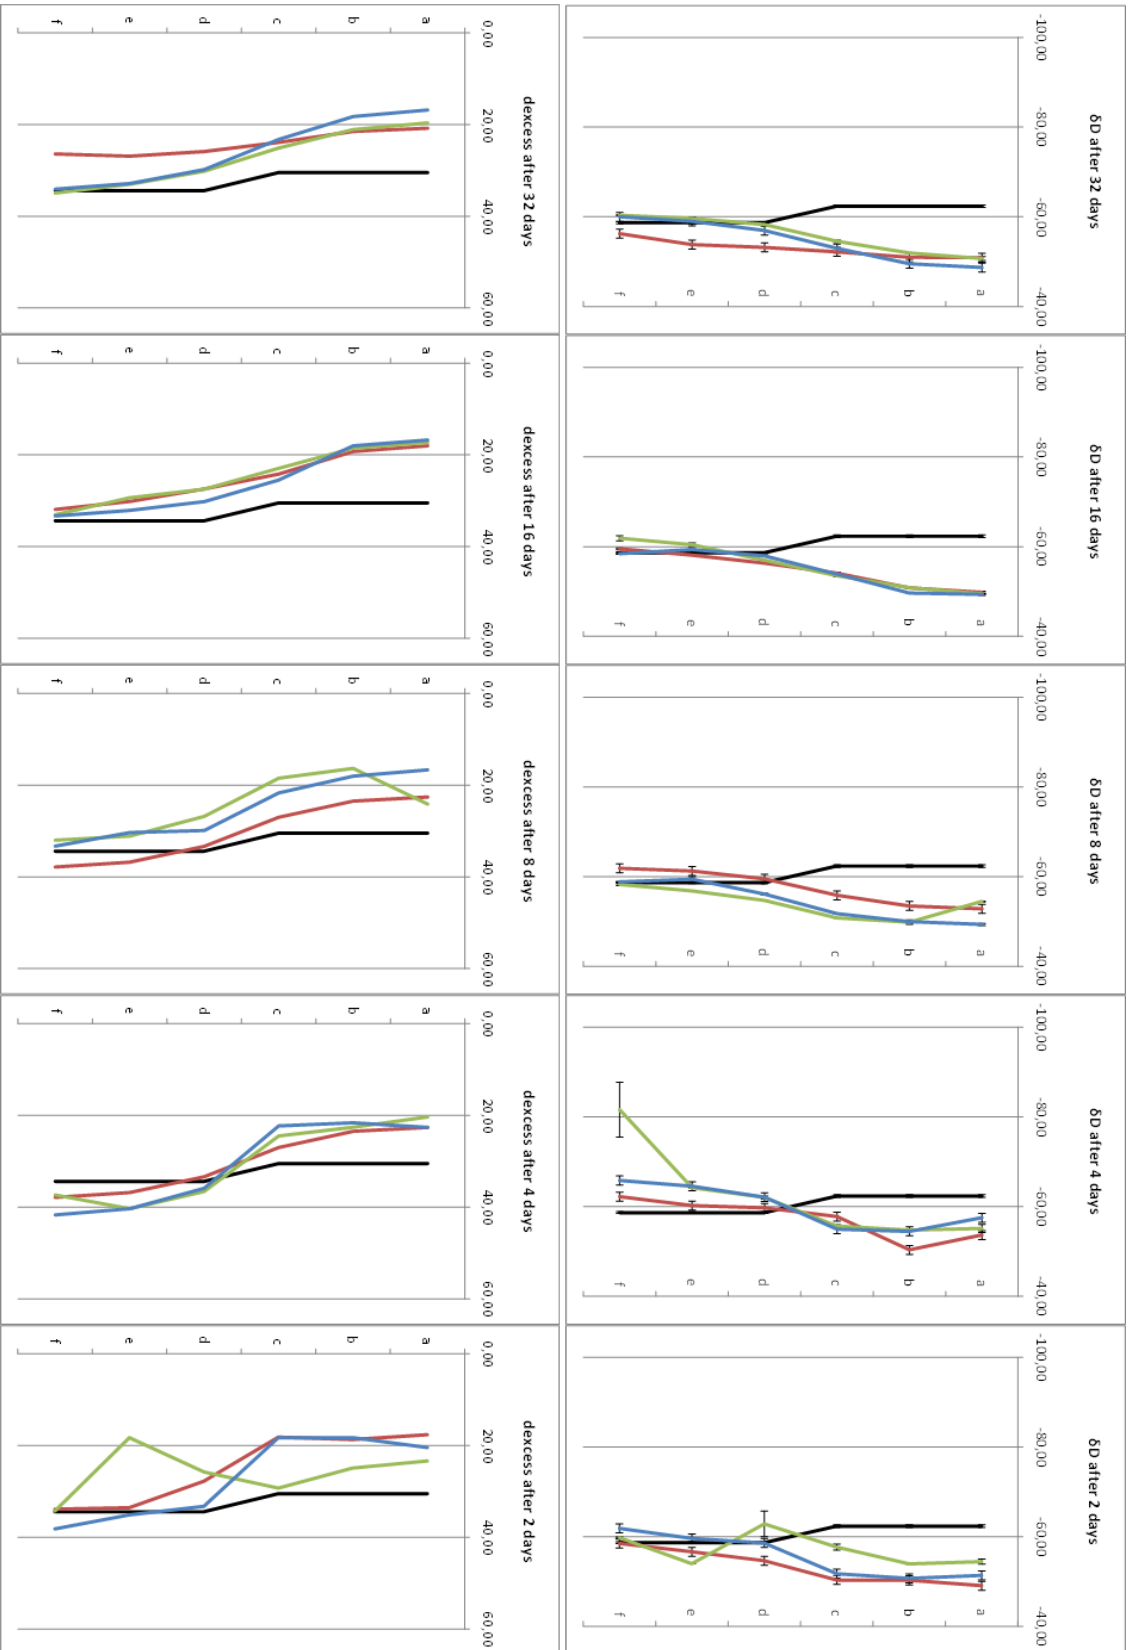 δD after 32 days
-100,00 -80,00 -60,00 -40,00
a
b
c
d
e
f
δD after 16 days
-100,00 -80,00 -60,00 -40,00
a
b
c
d
e
f
δD after 8 days
-100,00 -80,00 -60,00 -40,00
a
b
c
d
e
f
δD after 4 days
-100,00 -80,00 -60,00 -40,00
a
b
c
d
e
f
δD after 2 days
-100,00 -80,00 -60,00 -40,00
a
b
c
d
e
f
dexcess after 32 days
0,00 20,00 40,00 60,00
a
b
c
d
e
f
dexcess after 16 days
0,00 20,00 40,00 60,00
a
b
c
d
e
f
dexcess after 8 days
0,00 20,00 40,00 60,00
a
b
c
d
e
f
dexcess after 4 days
0,00 20,00 40,00 60,00
a
b
c
d
e
f
dexcess after 2 days
0,00 20,00 40,00 60,00
a
b
c
d
e
f